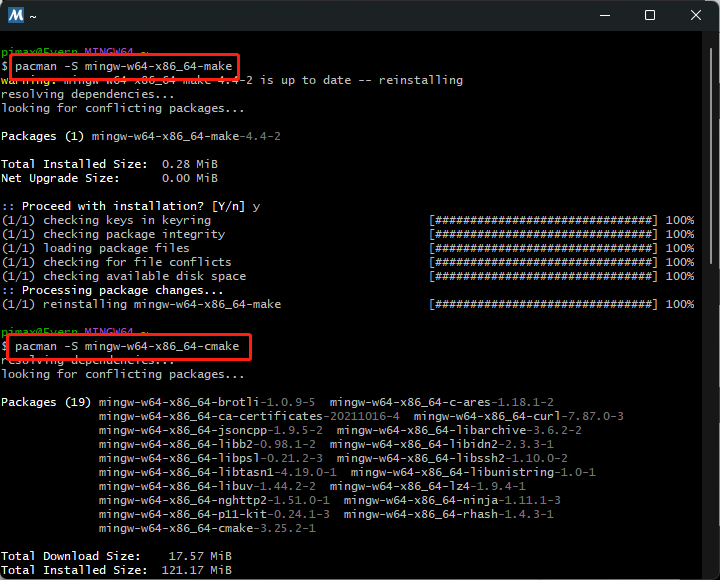 M ~
pimax@Evern MINGW64 ~
$ pacman -S mingw-w64-x86_64-make
warning: mingw-w64-x86_64-make-4.4-2 is up to date -- reinstalling
resolving dependencies...
looking for conflicting packages...
Packages (1) mingw-w64-x86_64-make-4.4-2
Total Installed Size:  0.28 MiB
Net Upgrade Size:      0.00 MiB
:: Proceed with installation? [Y/n] y
(1/1) checking keys in keyring [###############################] 100%
(1/1) checking package integrity [###############################] 100%
(1/1) loading package files [###############################] 100%
(1/1) checking for file conflicts [###############################] 100%
(1/1) checking available disk space [###############################] 100%
:: Processing package changes...
(1/1) reinstalling mingw-w64-x86_64-make [###############################] 100%
pimax@Evern MINGW64 ~
$ pacman -S mingw-w64-x86_64-cmake
resolving dependencies...
looking for conflicting packages...
Packages (19) mingw-w64-x86_64-brotli-1.0.9-5  mingw-w64-x86_64-c-ares-1.18.1-2
mingw-w64-x86_64-ca-certificates-20211016-4  mingw-w64-x86_64-curl-7.87.0-3
mingw-w64-x86_64-jsoncpp-1.9.5-2  mingw-w64-x86_64-libarchive-3.6.2-2
mingw-w64-x86_64-libb2-0.98.1-2  mingw-w64-x86_64-libidn2-2.3.3-1
mingw-w64-x86_64-libpsl-0.21.2-3  mingw-w64-x86_64-libssh2-1.10.0-2
mingw-w64-x86_64-libtasn1-4.19.0-1  mingw-w64-x86_64-libunistring-1.0-1
mingw-w64-x86_64-libuv-1.44.2-2  mingw-w64-x86_64-lz4-1.9.4-1
mingw-w64-x86_64-nghttp2-1.51.0-1  mingw-w64-x86_64-ninja-1.11.1-3
mingw-w64-x86_64-p11-kit-0.24.1-3  mingw-w64-x86_64-rhash-1.4.3-1
mingw-w64-x86_64-cmake-3.25.2-1
Total Download Size:    17.57 MiB
Total Installed Size:  121.17 MiB